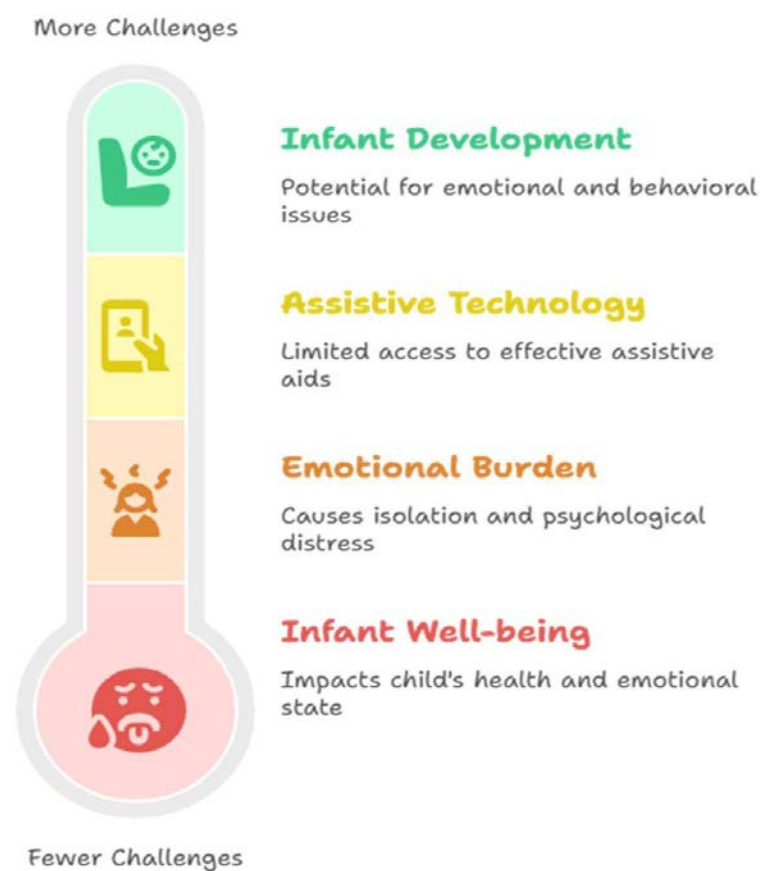 More Challenges
Infant Development
Potential for emotional and behavioral
issues
Assistive Technology
Limited access to effective assistive
aids
Emotional Burden
Causes isolation and psychological
distress
Infant Well-being
Impacts child's health and emotional
state
Fewer Challenges